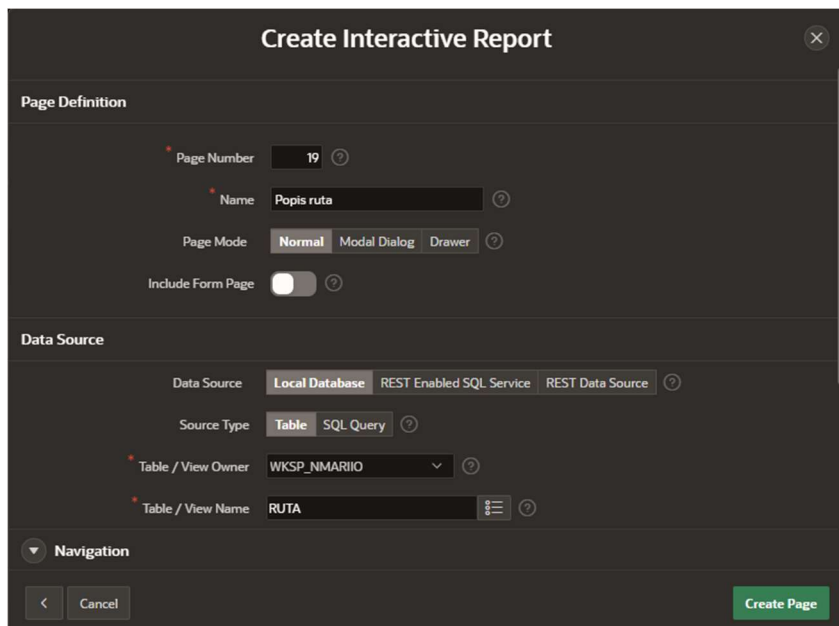 Create Interactive Report
Page Definition
* Page Number 19 ?
* Name Popis ruta ?
Page Mode Normal Modal Dialog Drawer ?
Include Form Page ?
Data Source
Data Source Local Database REST Enabled SQL Service REST Data Source ?
Source Type Table SQL Query ?
* Table / View Owner WKSP_NMARIIO ?
* Table / View Name RUTA ?
Navigation
Cancel Create Page